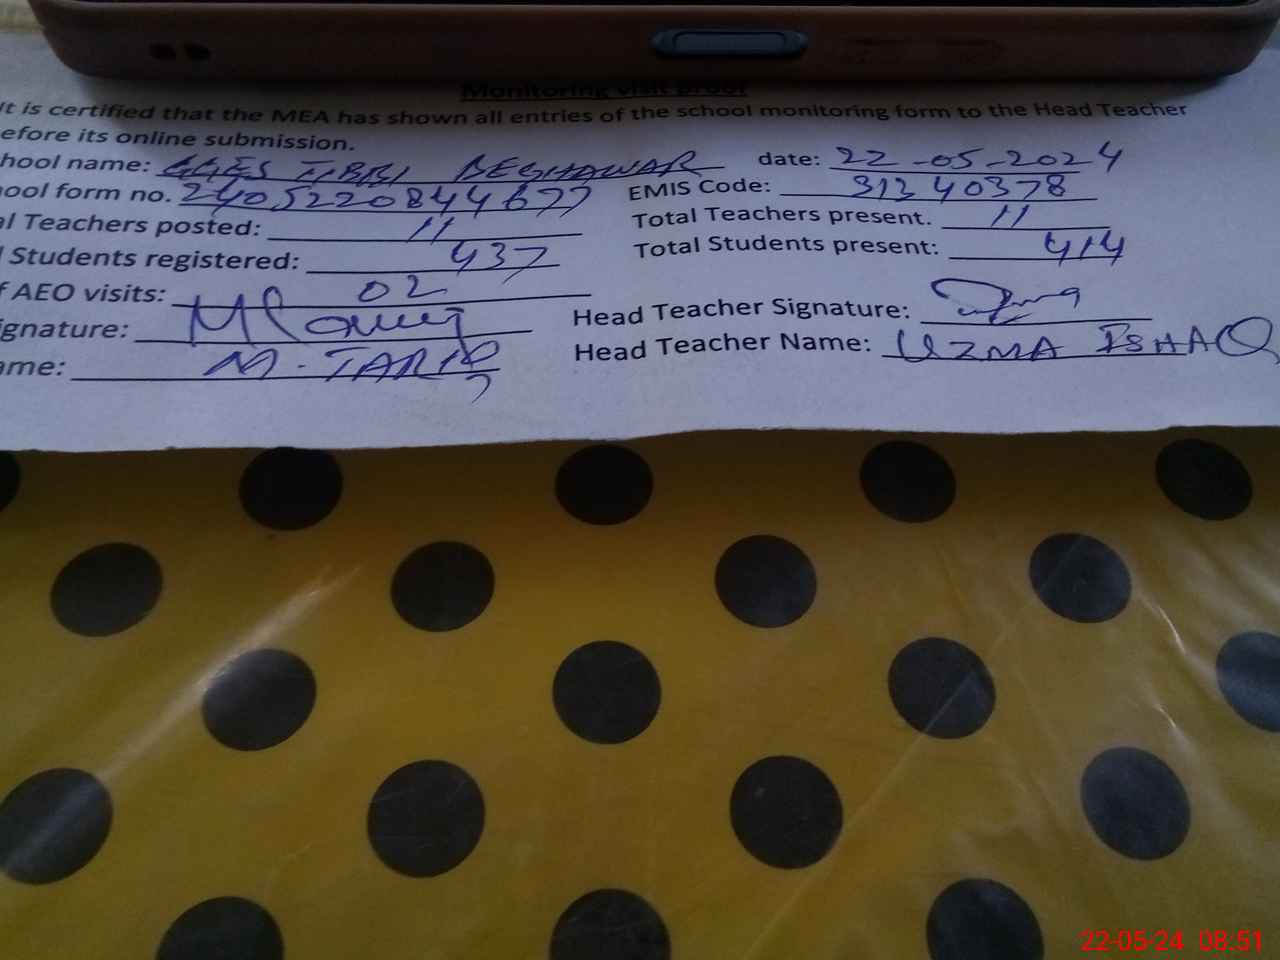 Monitoring visit proof
It is certified that the MEA has shown all entries of the school monitoring form to the Head Teacher
efore its online submission.
hool name: GGES TIBBI BESHAWAR date: 22-05-2024
ool form no. 2405220844677 EMIS Code: 31340378
al Teachers posted: 11 Total Teachers present. 11
l Students registered: 437 Total Students present: 414
f AEO visits: 02
ignature: Head Teacher Signature:
ame: M. TARIQ Head Teacher Name: UZMA ISHAQ
22-05-24 08:51